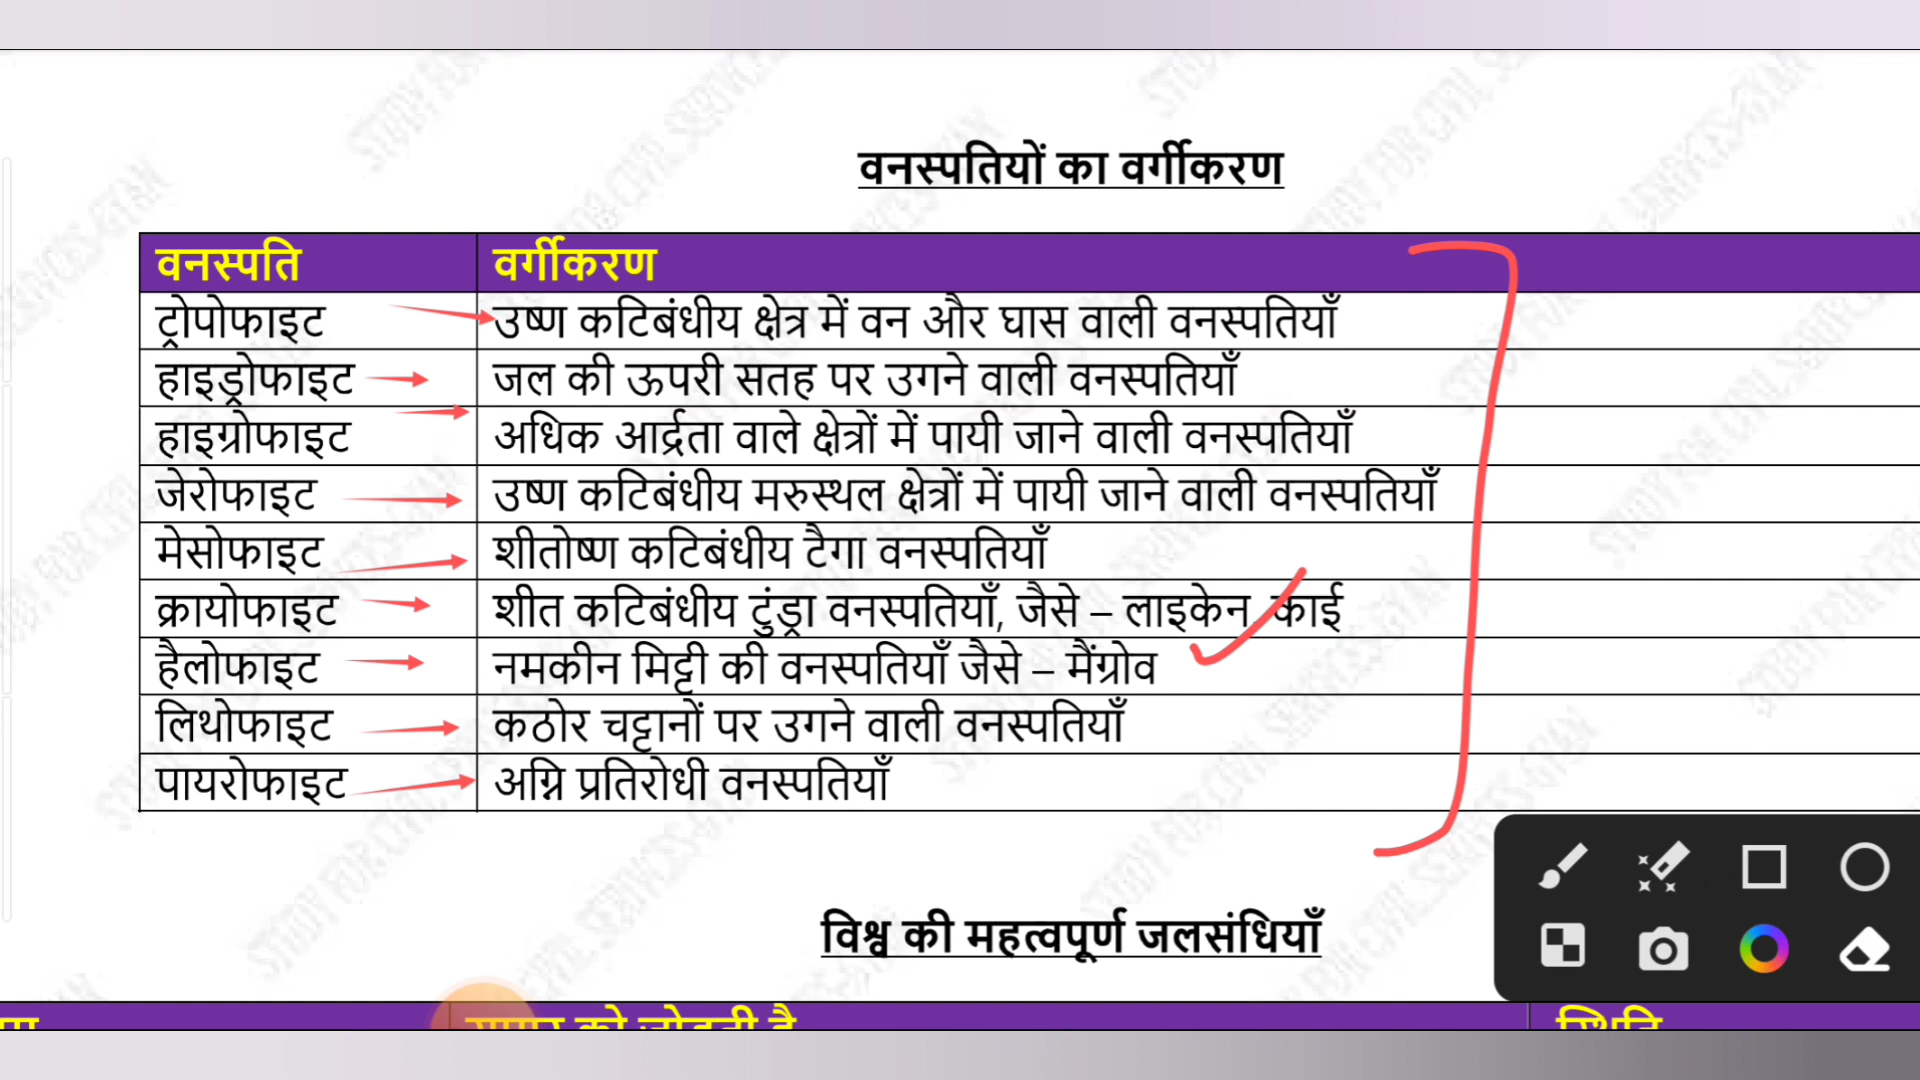 वनस्पतियों का वर्गीकरण
वनस्पति वर्गीकरण
ट्रोपोफाइट उष्ण कटिबंधीय क्षेत्र में वन और घास वाली वनस्पतियाँ
हाइड्रोफाइट जल की ऊपरी सतह पर उगने वाली वनस्पतियाँ
हाइग्रोफाइट अधिक आर्द्रता वाले क्षेत्रों में पायी जाने वाली वनस्पतियाँ
जेरोफाइट उष्ण कटिबंधीय मरुस्थल क्षेत्रों में पायी जाने वाली वनस्पतियाँ
मेसोफाइट शीतोष्ण कटिबंधीय टैगा वनस्पतियाँ
क्रायोफाइट शीत कटिबंधीय टुंड्रा वनस्पतियाँ, जैसे – लाइकेन, काई
हैलोफाइट नमकीन मिट्टी की वनस्पतियाँ जैसे – मैंग्रोव
लिथोफाइट कठोर चट्टानों पर उगने वाली वनस्पतियाँ
पायरोफाइट अग्नि प्रतिरोधी वनस्पतियाँ
विश्व की महत्वपूर्ण जलसंधियाँ
को जोड़ती है स्थिति